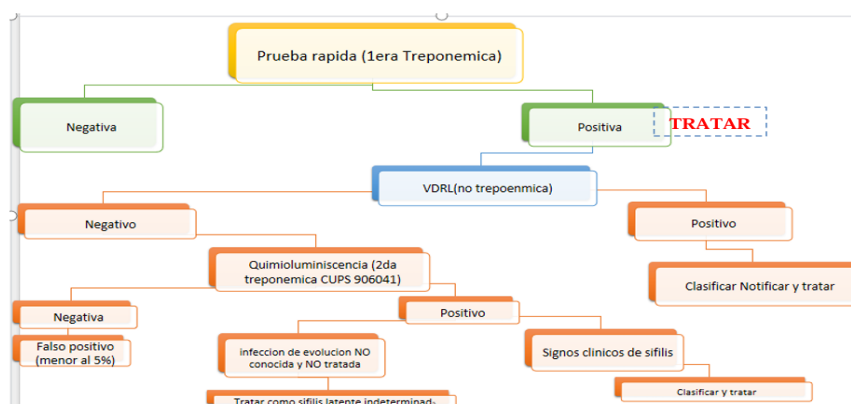 Prueba rapida (1era Treponemica)
Negativa
Positiva
TRATAR
VDRL(no trepoenmica)
Negativo
Positivo
Quimioluminiscencia (2da
treponemica CUPS 906041)
Clasificar Notificar y tratar
Negativa
Positivo
Falso positivo
(menor al 5%)
infeccion de evolucion NO
conocida y NO tratada
Signos clinicos de sifilis
Tratar como sifilis latente indeterminad-
Clasificar y tratar